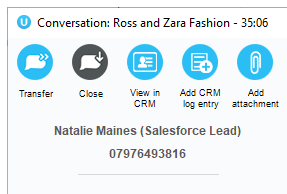 Conversation: Ross and Zara Fashion - 35:06
Transfer
Close
View in
CRM
Add CRM
log entry
Add
attachment
Natalie Maines (Salesforce Lead)
07976493816